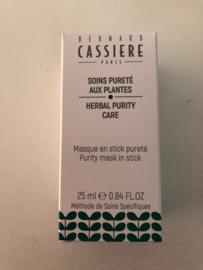 BERNARD
CASSIERE
PARIS
SOINS PURETÉ
AUX PLANTES
HERBAL PURITY
CARE
Masque en stick pureté
Purity mask in stick
25 ml ℮ 0.84 FL.OZ
Méthode de Soins Spécifiques